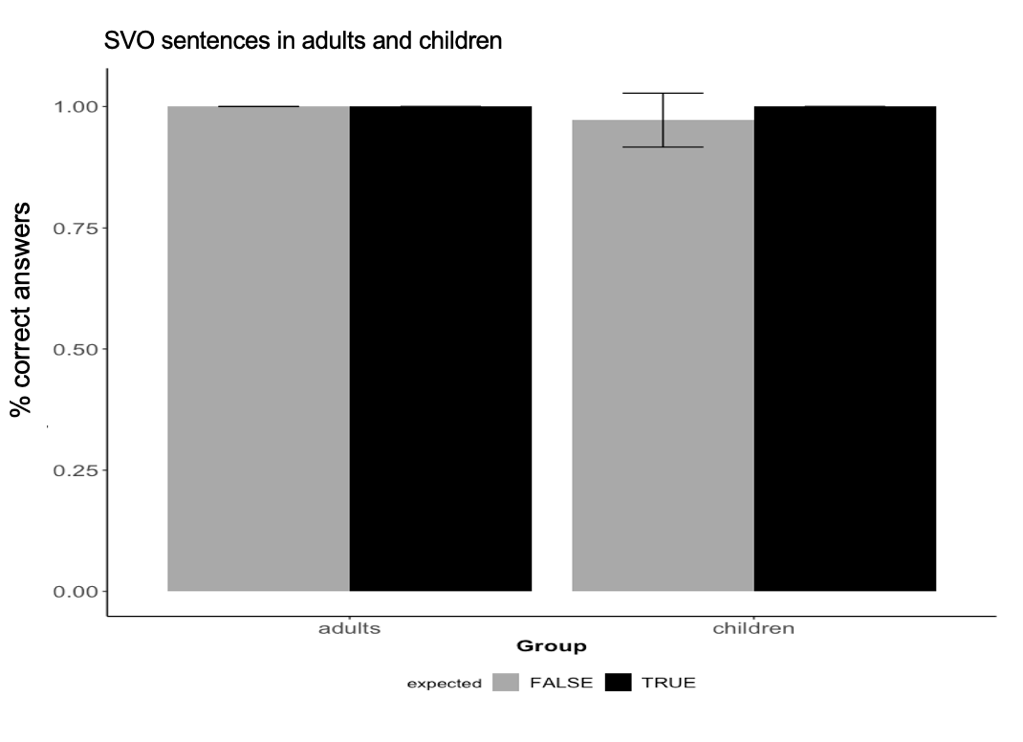 SVO sentences in adults and children
% correct answers
1.00
0.75
0.50
0.25
0.00
adults children
Group
expected FALSE TRUE